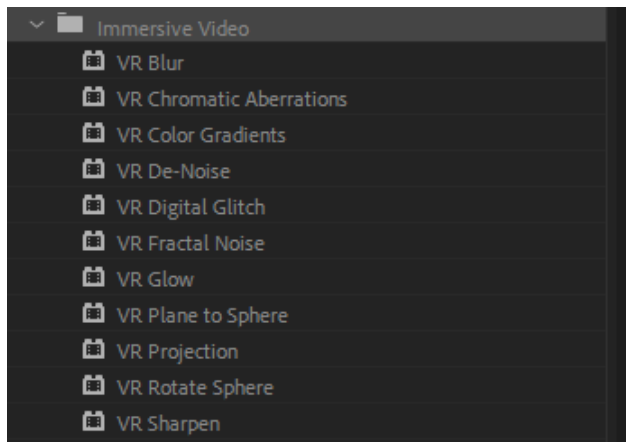 Immersive Video
VR Blur
VR Chromatic Aberrations
VR Color Gradients
VR De-Noise
VR Digital Glitch
VR Fractal Noise
VR Glow
VR Plane to Sphere
VR Projection
VR Rotate Sphere
VR Sharpen